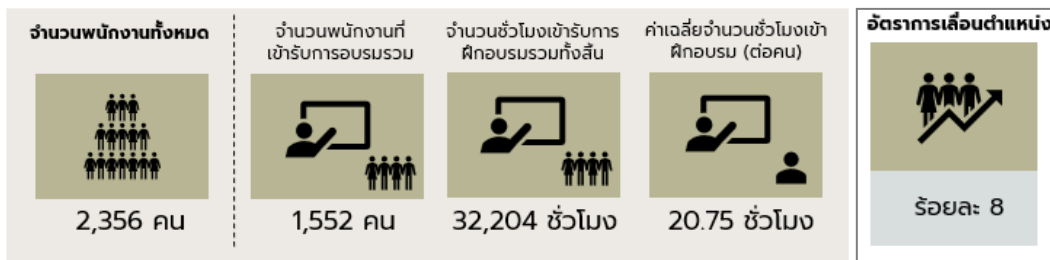 จำนวนพนักงานทั้งหมด
2,356 คน
จำนวนพนักงานที่
เข้ารับการอบรมรวม
1,552 คน
จำนวนชั่วโมงเข้ารับการ
ฝึกอบรมรวมทั้งสิ้น
32,204 ชั่วโมง
ค่าเฉลี่ยจำนวนชั่วโมงเข้า
ฝึกอบรม (ต่อคน)
20.75 ชั่วโมง
อัตราการเลื่อนตำแหน่ง
ร้อยละ 8